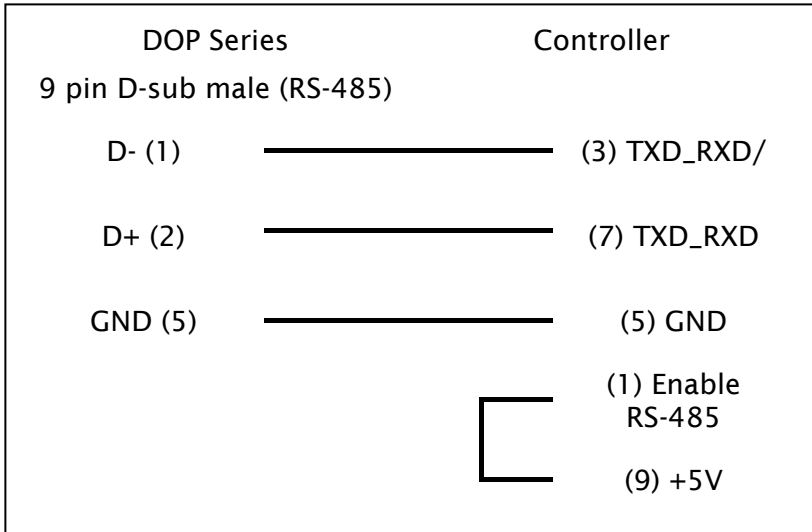 DOP Series Controller
9 pin D-sub male (RS-485)
D- (1) (3) TXD_RXD/
D+ (2) (7) TXD_RXD
GND (5) (5) GND
(1) Enable
RS-485
(9) +5V